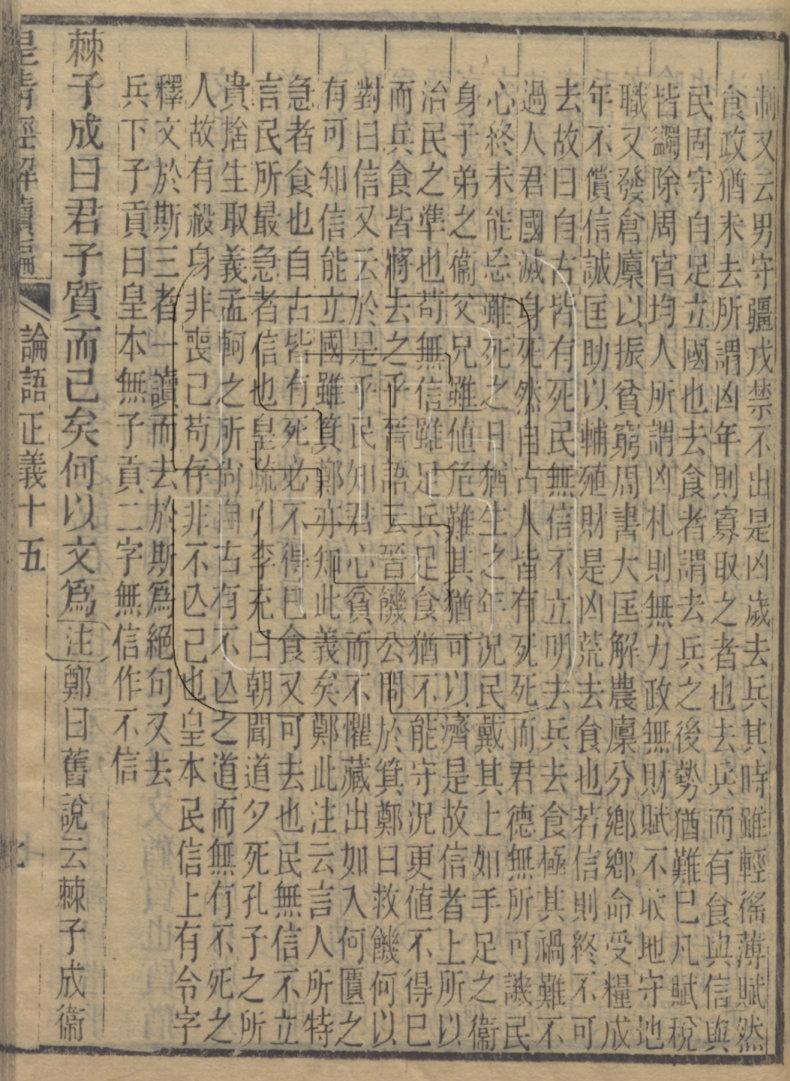 制又云男守疆戍禁不出是凶歲去兵其時雖輕徭薄賦然
食政猶未去所謂凶年則寡取之者也去兵而有食與信與
民固守自足立國也去食者謂去兵之後勢猶難已凡賦稅
皆蠲除周官均人所謂凶札則無力政無財賦不收地守地
職又發倉廩以振貧窮周書大匡解農廩分鄉鄉命受糧成
年不償信誠匡助以輔殖財是凶荒去食也若信則終不可
去故曰自古皆有死民無信不立明去兵去食極其禍難不
過人君國滅身死然自古人皆有死死而君德無所可譏民
心終未能忘雖死之日猶生之年況民戴其上如手足之衞
身子弟之衞父兄雖値危難其猶可以濟是故信者上所以
治民之準也苟無信雖足兵足食猶不能守況更値不得已
而兵食皆將去之乎晉語云晉饑公問於箕鄭曰救饑何以
對曰信又云於是乎民知君心貧而不懼藏出如入何匱之
有可知信能立國雖箕鄭亦知此義矣鄭此注云言人所特
急者食也自古皆有死必不得已食又可去也民無信不立
言民所最急者信也皇疏引李充曰朝聞道夕死孔子之所
貴捨生取義孟軻之所尙自古有不亡之道而無有不死之
人故有殺身非喪己苟存非不亡己也皇本民信上有令字
釋文於斯三者一讀而去於斯爲絕句又去
兵下子貢曰皇本無子貢二字無信作不信
棘子成曰君子質而已矣何以文爲注鄭曰舊說云棘子成衞
皇淸經解續編 論語正義十五